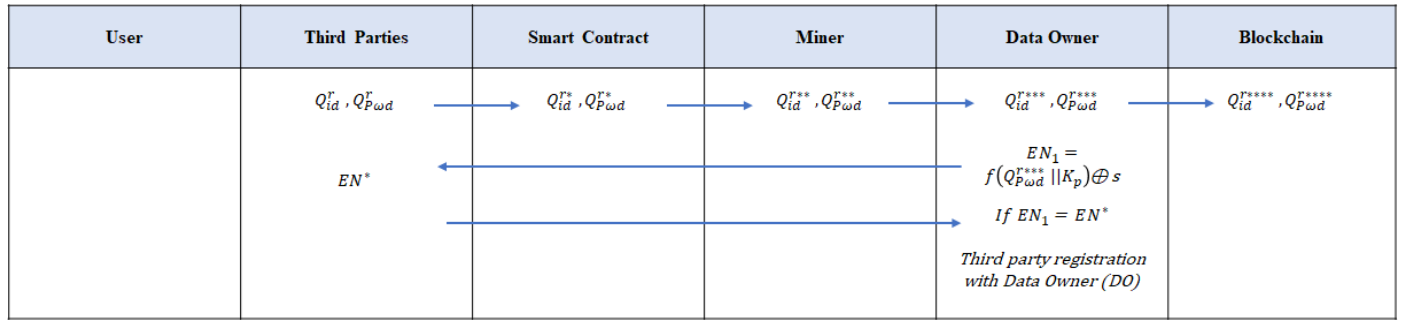 User Third Parties Smart Contract Miner Data Owner Blockchain
Q_{id}^{r} , Q_{Pωd}^{r} Q_{id}^{r*} , Q_{Pωd}^{r*} Q_{id}^{r**} , Q_{Pωd}^{r**} Q_{id}^{r***} , Q_{Pωd}^{r***} Q_{id}^{r****} , Q_{Pωd}^{r****}
EN_1 =
EN^* f(Q_{Pωd}^{r***} ||K_p)⊕ s
If EN_1 = EN^*
Third party registration
with Data Owner (DO)